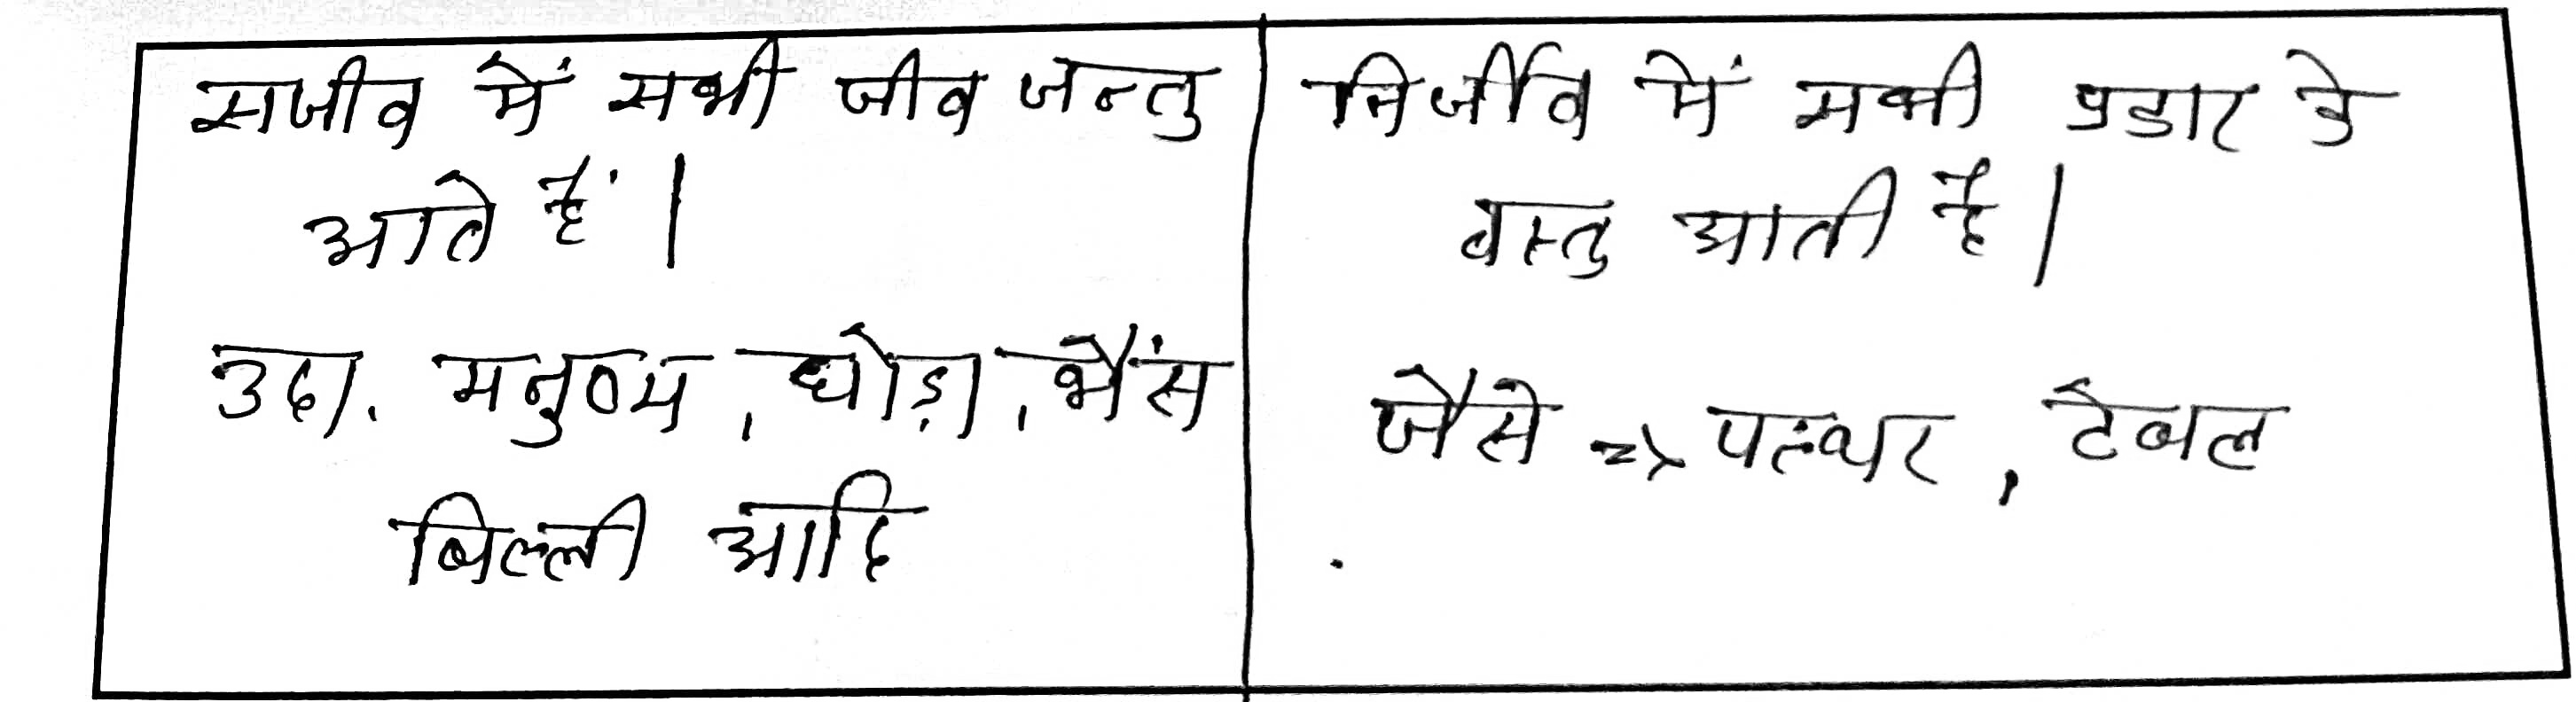 सजीव में सभी जीव जन्तु
आते हैं।
उदा. मनुष्य, घोड़ा, भैंस
बिल्ली आदि
निर्जीव में सभी प्रकार के
वस्तु आती है।
जैसे => पत्थर, टेबल